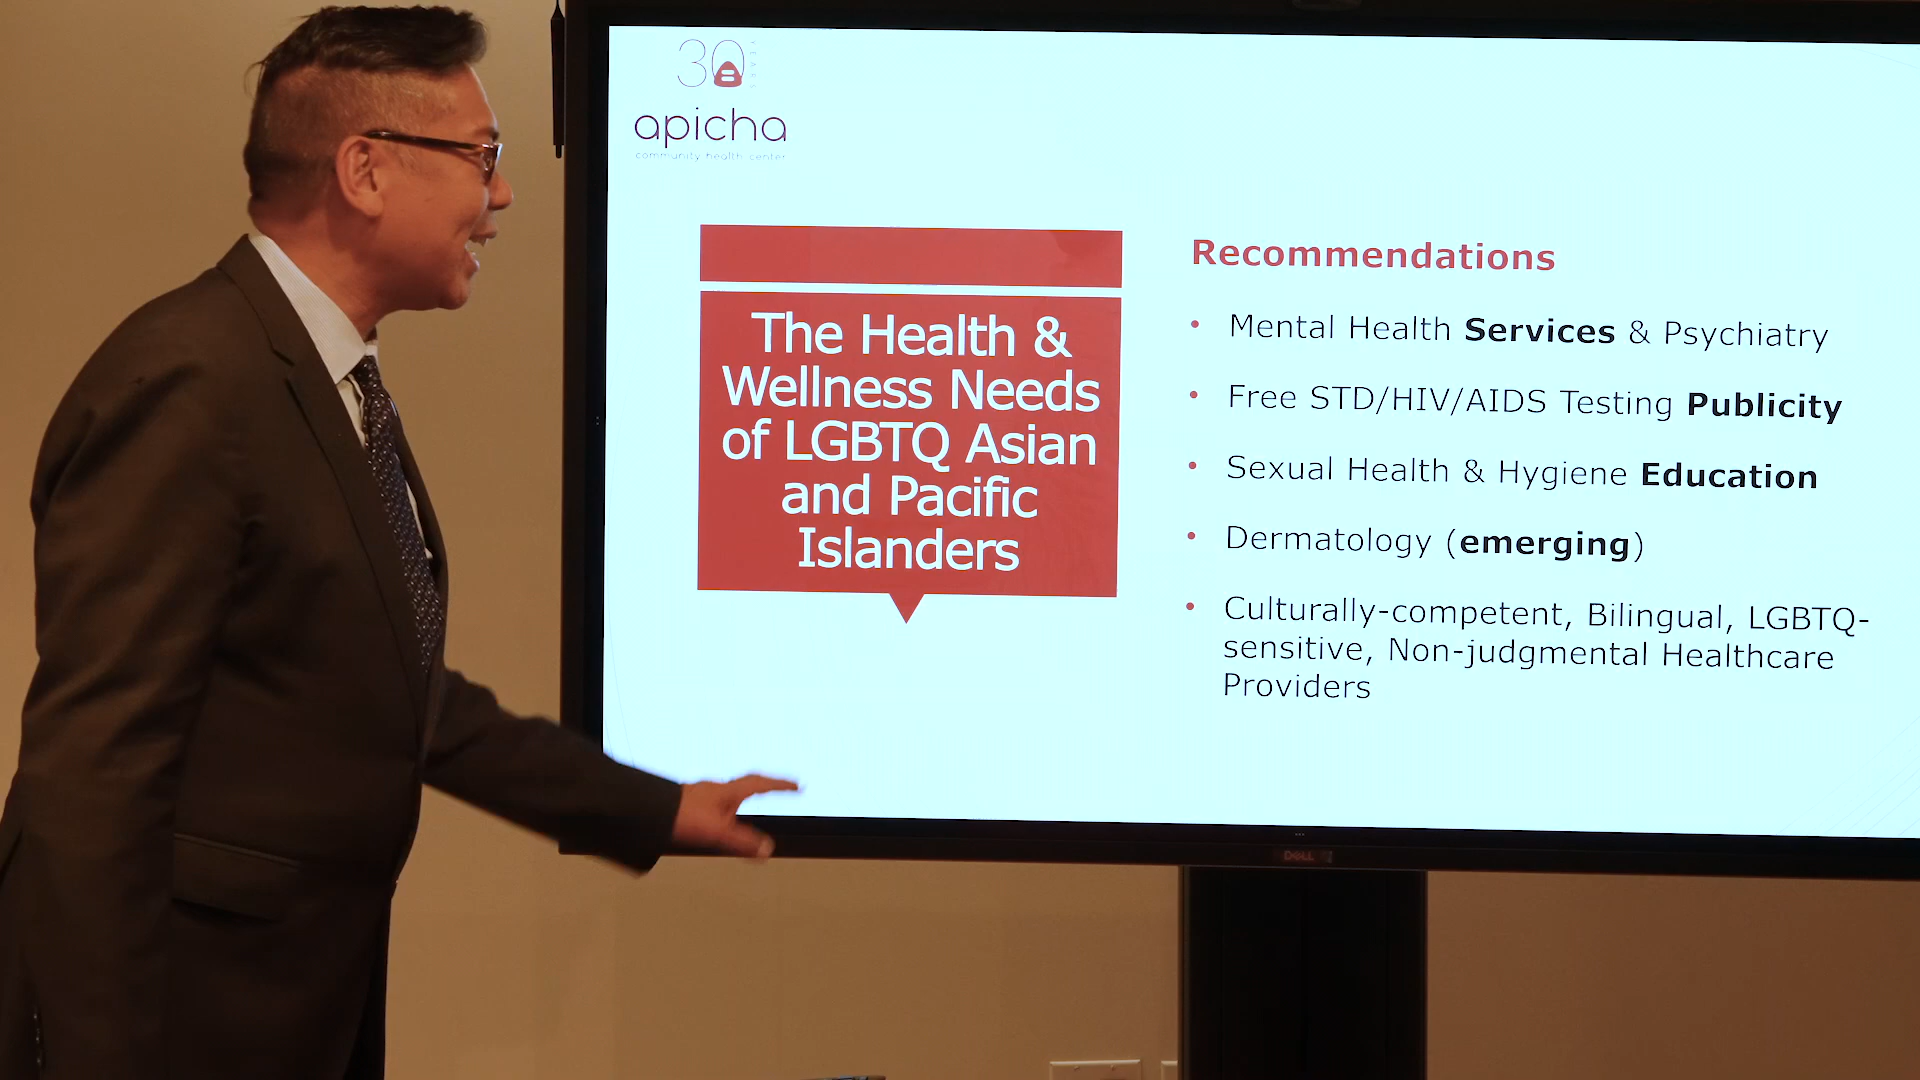 30
YEARS
apicha
community health center
The Health &
Wellness Needs
of LGBTQ Asian
and Pacific
Islanders
Recommendations
• Mental Health Services & Psychiatry
• Free STD/HIV/AIDS Testing Publicity
• Sexual Health & Hygiene Education
• Dermatology (emerging)
• Culturally-competent, Bilingual, LGBTQ-
sensitive, Non-judgmental Healthcare
Providers
DELL